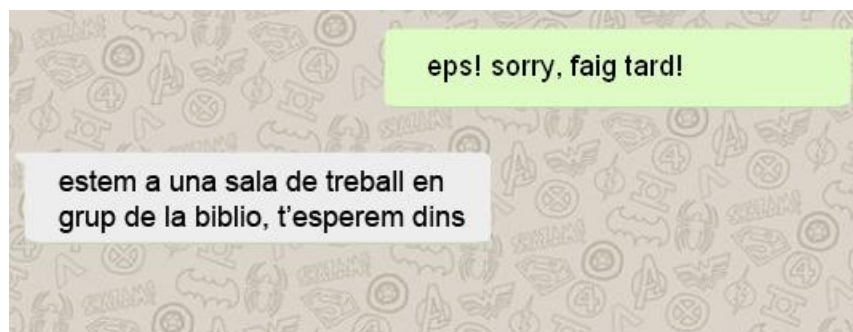 eps! sorry, faig tard!
estem a una sala de treball en
grup de la biblio, t'esperem dins